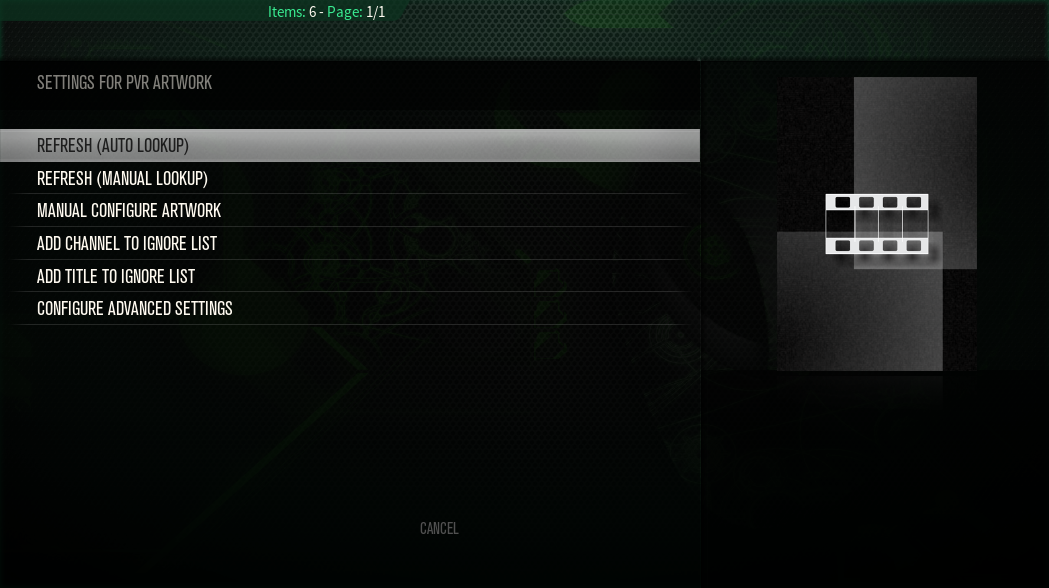 Items: 6 - Page: 1/1
SETTINGS FOR PVR ARTWORK
REFRESH (AUTO LOOKUP)
REFRESH (MANUAL LOOKUP)
MANUAL CONFIGURE ARTWORK
ADD CHANNEL TO IGNORE LIST
ADD TITLE TO IGNORE LIST
CONFIGURE ADVANCED SETTINGS
CANCEL